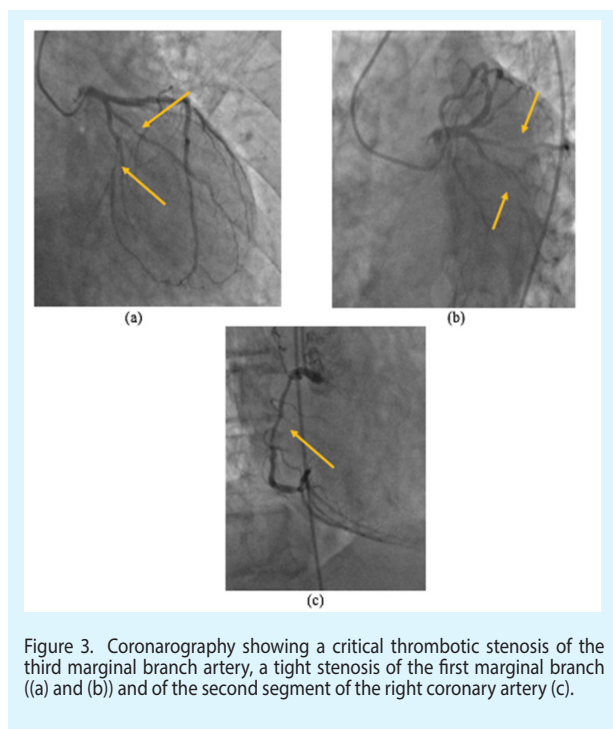 (a)
(b)
(c)
Figure 3. Coronarography showing a critical thrombotic stenosis of the
third marginal branch artery, a tight stenosis of the first marginal branch
((a) and (b)) and of the second segment of the right coronary artery (c).